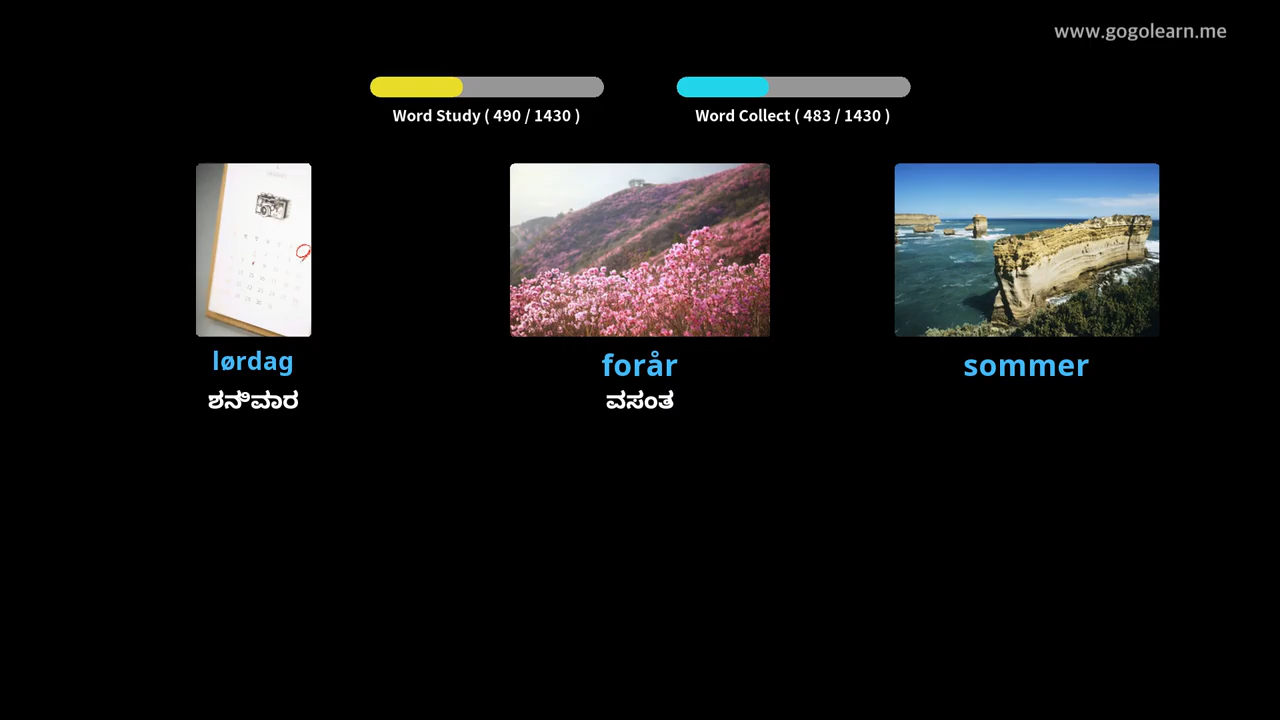 www.gogolearn.me
Word Study ( 490 / 1430 )
Word Collect ( 483 / 1430 )
lørdag
ಶನಿವಾರ
forår
ವಸಂತ
sommer